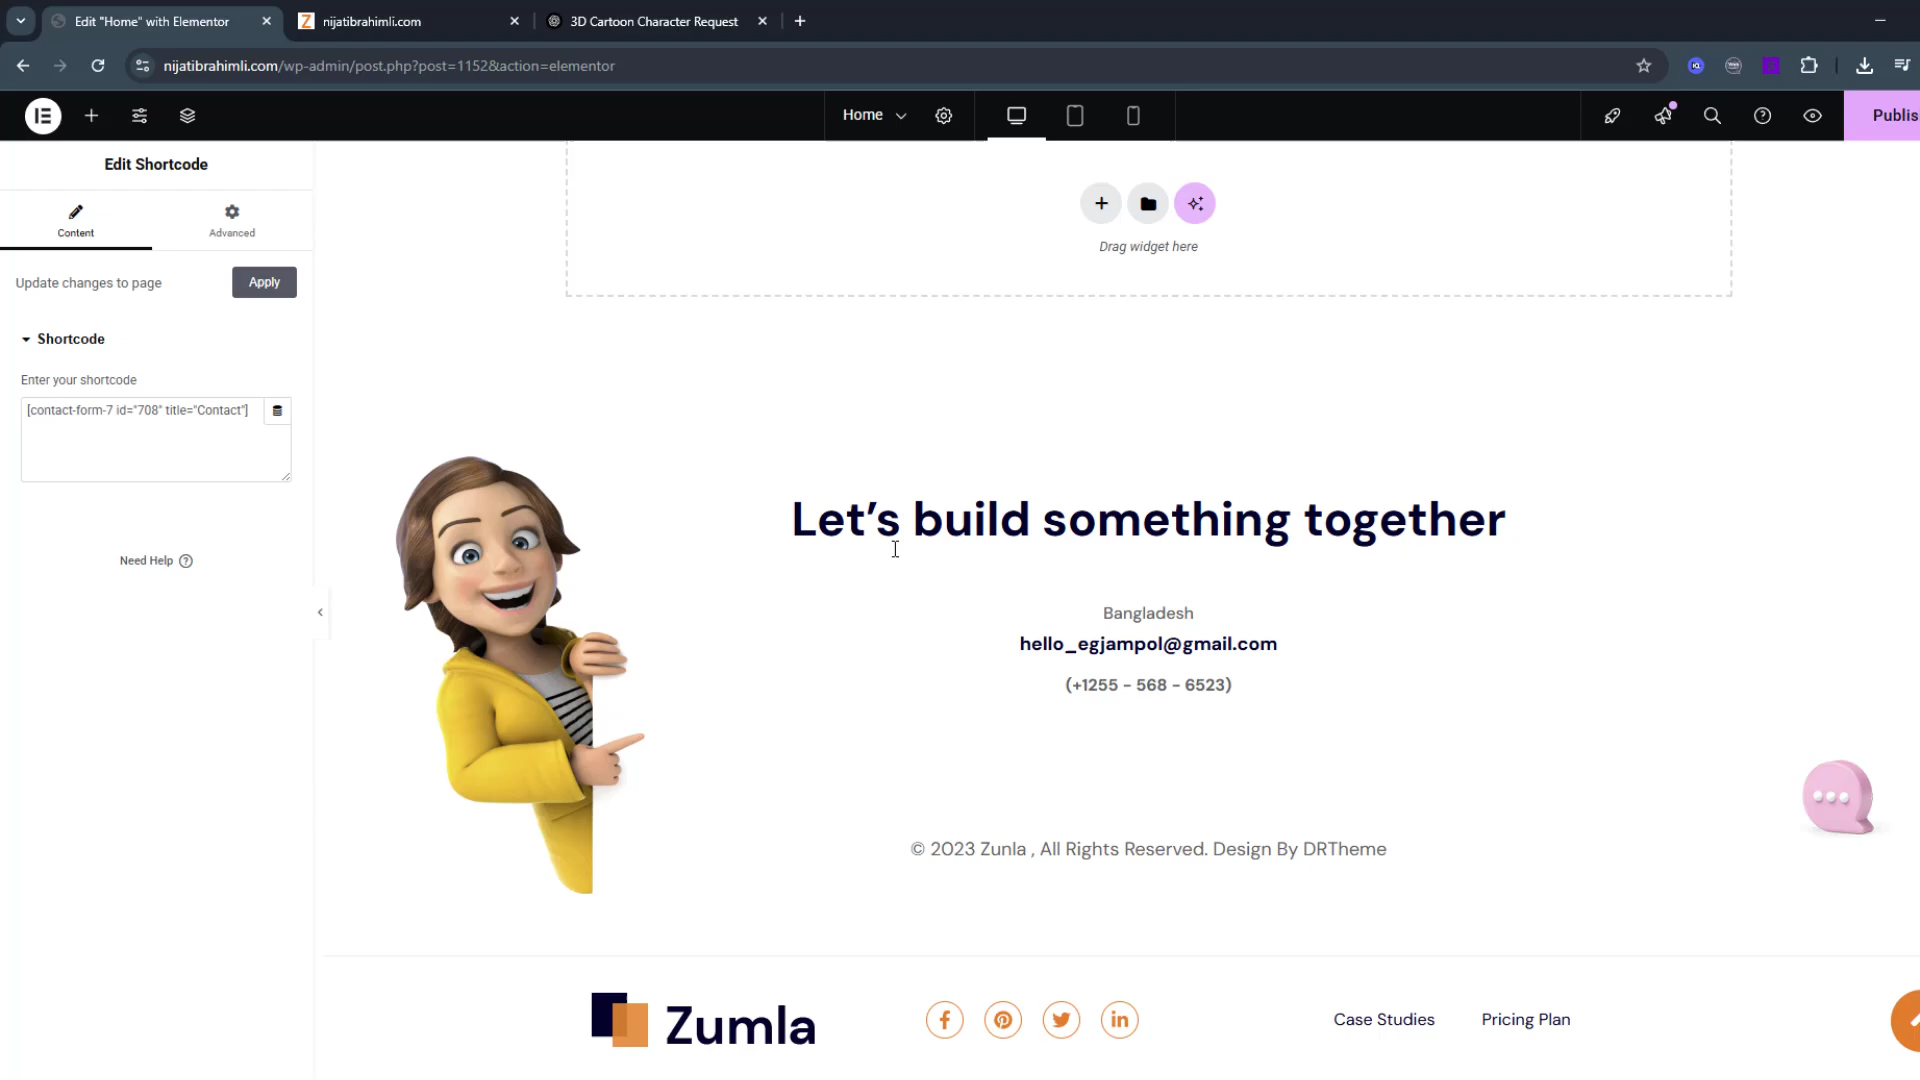 Edit "Home" with Elementor
nijatibrahimli.com
3D Cartoon Character Request
nijatibrahimli.com/wp-admin/post.php?post=1152&action=elementor
Home
Publis
Edit Shortcode
Content
Advanced
Update changes to page
Apply
Shortcode
Enter your shortcode
[contact-form-7 id="708" title="Contact"]
Need Help
Drag widget here
Let’s build something together
Bangladesh
hello_egjampol@gmail.com
(+1255 - 568 - 6523)
© 2023 Zunla , All Rights Reserved. Design By DRTheme
Zumla
Case Studies
Pricing Plan